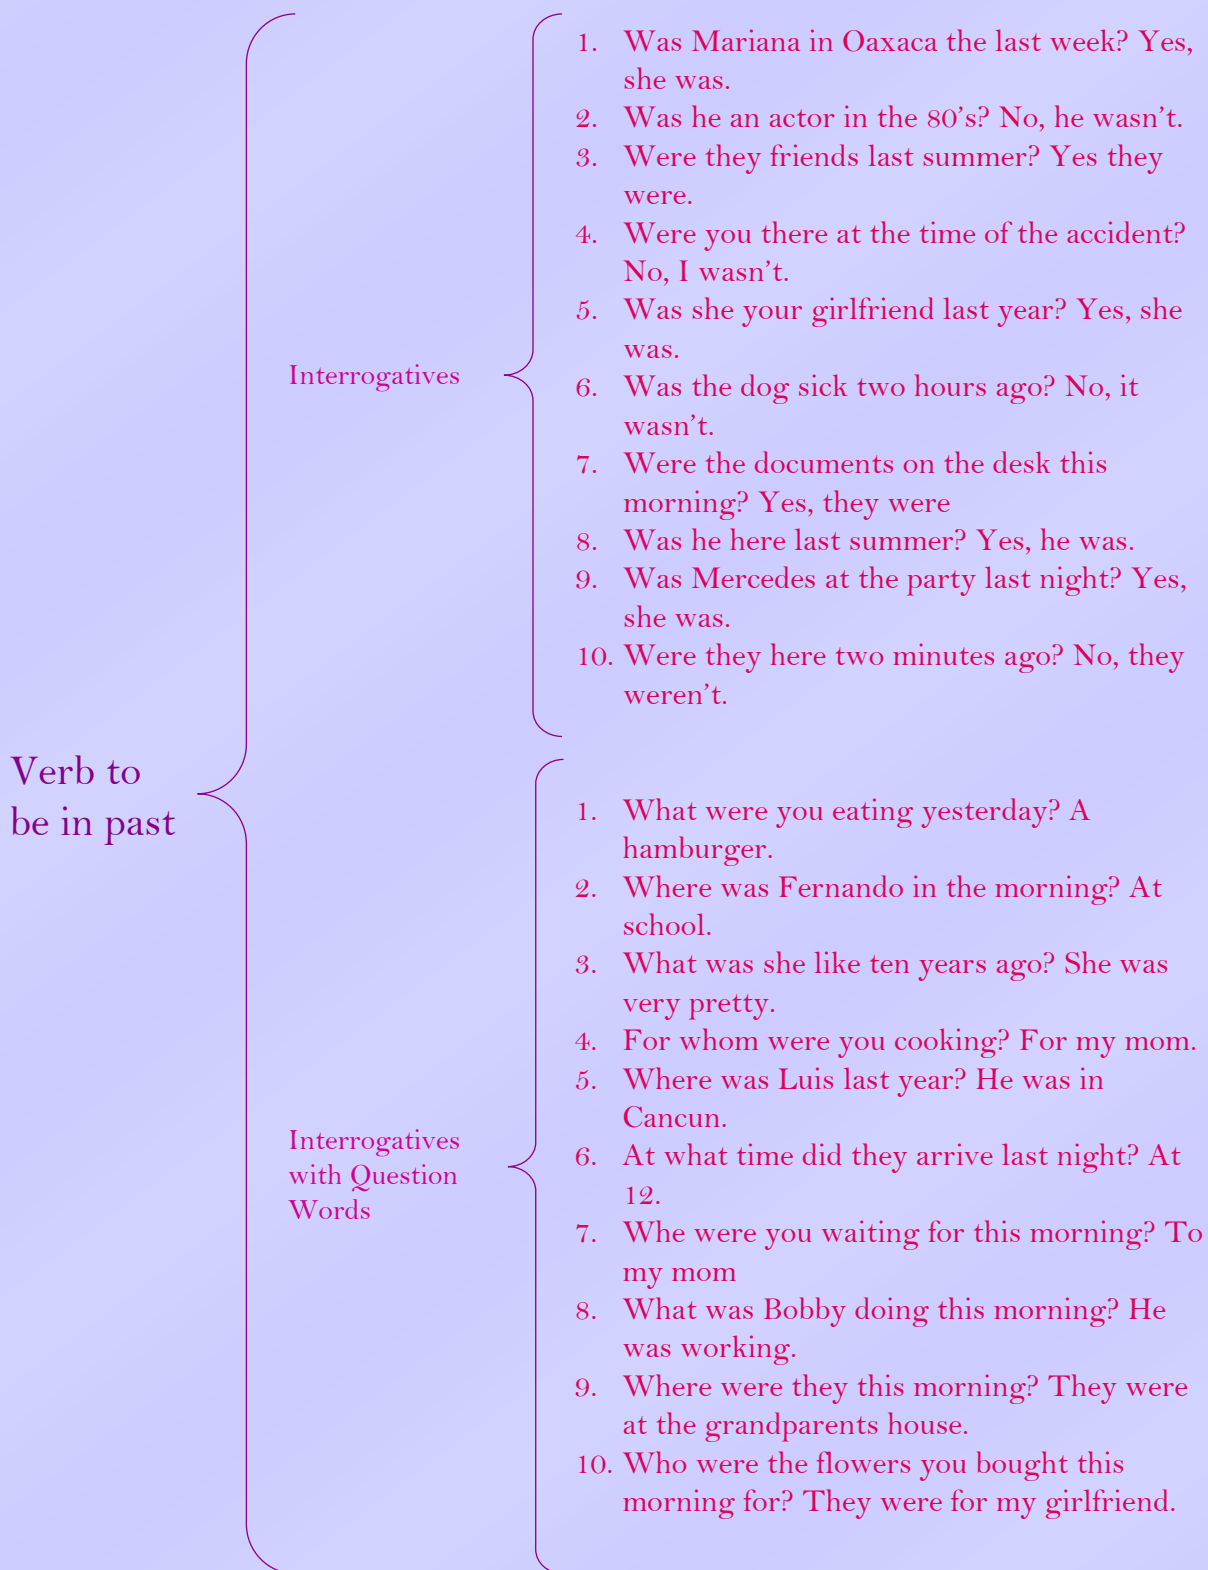 Verb to
be in past
Interrogatives
1. Was Mariana in Oaxaca the last week? Yes,
she was.
2. Was he an actor in the 80’s? No, he wasn’t.
3. Were they friends last summer? Yes they
were.
4. Were you there at the time of the accident?
No, I wasn’t.
5. Was she your girlfriend last year? Yes, she
was.
6. Was the dog sick two hours ago? No, it
wasn’t.
7. Were the documents on the desk this
morning? Yes, they were
8. Was he here last summer? Yes, he was.
9. Was Mercedes at the party last night? Yes,
she was.
10. Were they here two minutes ago? No, they
weren’t.
Interrogatives
with Question
Words
1. What were you eating yesterday? A
hamburger.
2. Where was Fernando in the morning? At
school.
3. What was she like ten years ago? She was
very pretty.
4. For whom were you cooking? For my mom.
5. Where was Luis last year? He was in
Cancun.
6. At what time did they arrive last night? At
12.
7. Whe were you waiting for this morning? To
my mom
8. What was Bobby doing this morning? He
was working.
9. Where were they this morning? They were
at the grandparents house.
10. Who were the flowers you bought this
morning for? They were for my girlfriend.